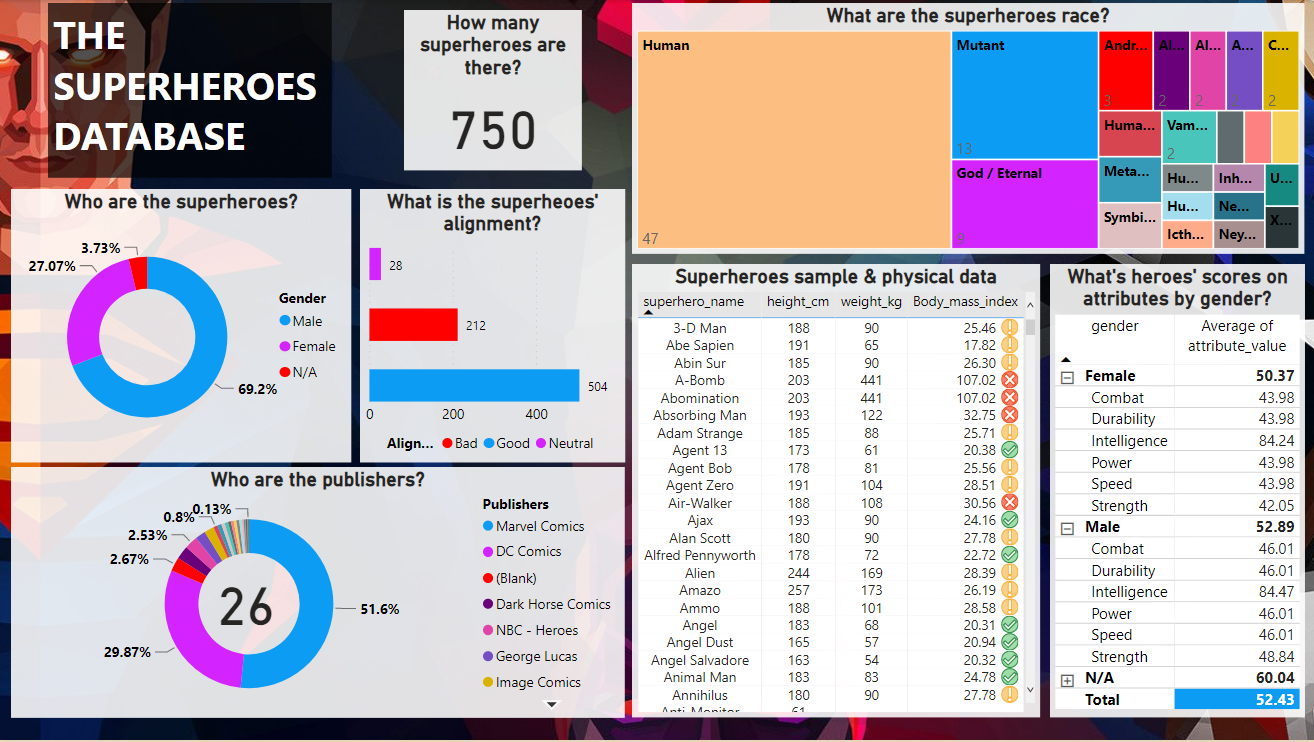 THE
SUPERHEROES
DATABASE
How many
superheroes are
there?
750
What are the superheroes race?
Human
47
Mutant
13
God / Eternal
9
Andr...
3
Al...
2
Al...
2
A...
C...
2
Huma...
Vam...
2
Meta...
Hu...
Inh...
U...
Symbi...
Hu...
Ne...
X...
Icth...
Ney...
Who are the superheroes?
3.73%
27.07%
69.2%
Gender
Male
Female
N/A
What is the superheoes'
alignment?
28
212
504
0 200 400
Align... Bad Good Neutral
Who are the publishers?
0.13%
0.8%
2.53%
2.67%
29.87%
51.6%
26
Publishers
Marvel Comics
DC Comics
(Blank)
Dark Horse Comics
NBC - Heroes
George Lucas
Image Comics
Superheroes sample & physical data
superhero_name height_cm weight_kg Body_mass_index
3-D Man 188 90 25.46
Abe Sapien 191 65 17.82
Abin Sur 185 90 26.30
A-Bomb 203 441 107.02
Abomination 203 441 107.02
Absorbing Man 193 122 32.75
Adam Strange 185 88 25.71
Agent 13 173 61 20.38
Agent Bob 178 81 25.56
Agent Zero 191 104 28.51
Air-Walker 188 108 30.56
Ajax 193 90 24.16
Alan Scott 180 90 27.78
Alfred Pennyworth 178 72 22.72
Alien 244 169 28.39
Amazo 257 173 26.19
Ammo 188 101 28.58
Angel 183 68 20.31
Angel Dust 165 57 20.94
Angel Salvadore 163 54 20.32
Animal Man 183 83 24.78
Annihilus 180 90 27.78
Anti-Monitor 61
What's heroes' scores on
attributes by gender?
gender Average of
attribute_value
Female 50.37
Combat 43.98
Durability 43.98
Intelligence 84.24
Power 43.98
Speed 43.98
Strength 42.05
Male 52.89
Combat 46.01
Durability 46.01
Intelligence 84.47
Power 46.01
Speed 46.01
Strength 48.84
N/A 60.04
Total 52.43